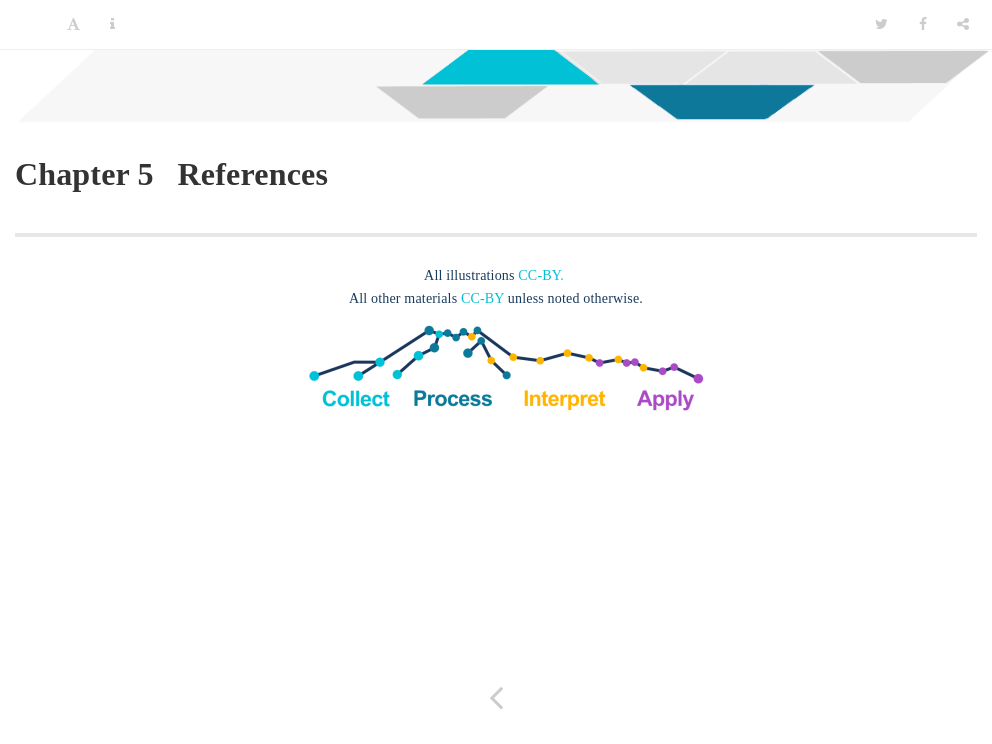 Chapter 5 References
All illustrations CC-BY.
All other materials CC-BY unless noted otherwise.
Collect Process Interpret Apply